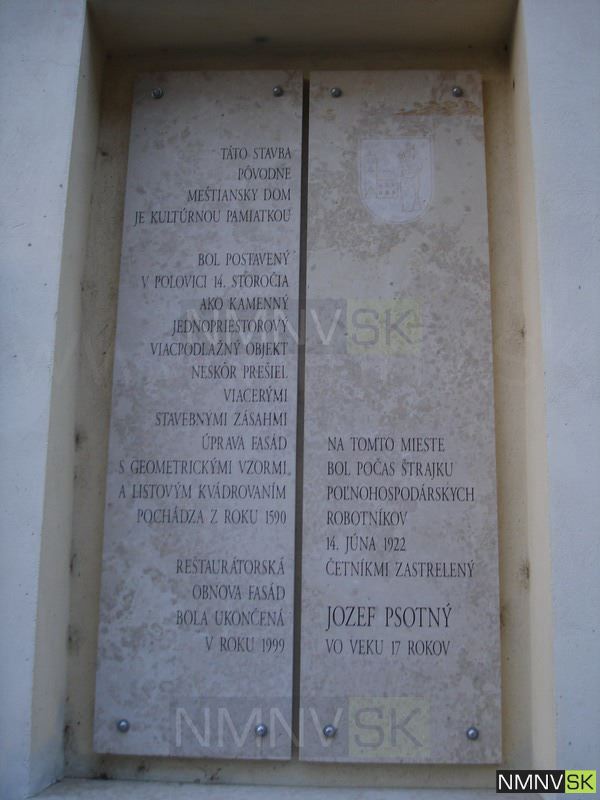 TÁTO STAVBA
PÔVODNE
MEŠTIANSKY DOM
JE KULTÚRNOU PAMIATKOU
BOL POSTAVENÝ
V POLOVICI 14. STOROČIA
AKO KAMENNÝ
JEDNOPRIESTOROVÝ
VIACPODLAŽNÝ OBJEKT
NESKÔR PREŠIEL
VIACERÝMI
STAVEBNYMI ZÁSAHMI
ÚPRAVA FASÁD
S GEOMETRICKÝMI VZORMI
A LISTOVÝM KVÁDROVANÍM
POCHÁDZA Z ROKU 1590
REŠTAURÁTORSKÁ
OBNOVA FASÁD
BOLA UKONČENÁ
V ROKU 1999
NA TOMTO MIESTE
BOL POČAS ŠTRAJKU
POĽNOHOSPODÁRSKYCH
ROBOTNÍKOV
14. JÚNA 1922
ČETNÍKMI ZASTRELENÝ
JOZEF PSOTNÝ
VO VEKU 17 ROKOV
NMNVSK
NMNVSK
NMNVSK